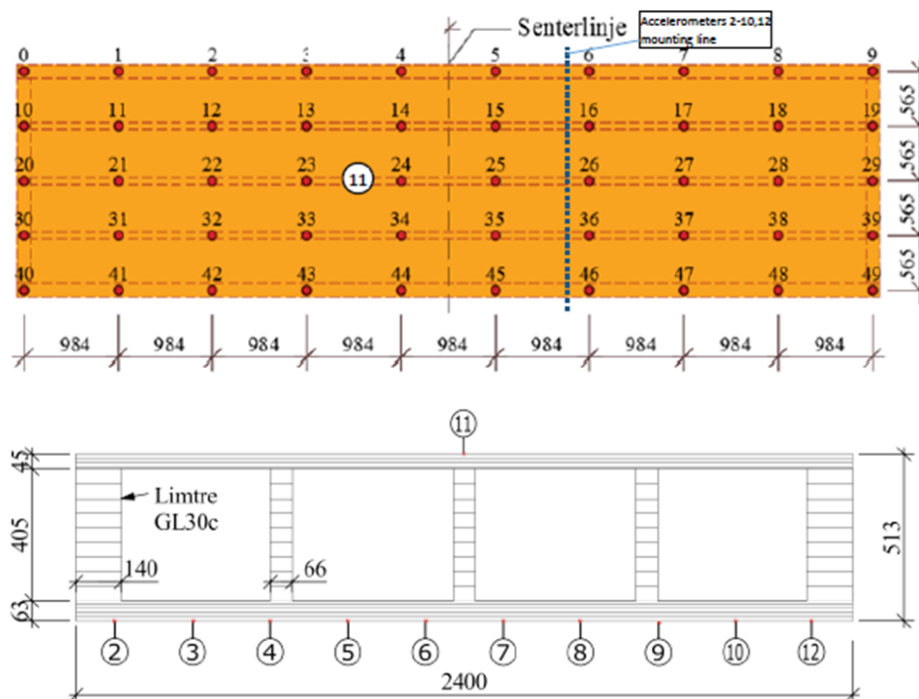 Senterlinje
Accelerometers 2-10,12
mounting line
0 1 2 3 4 5 6 7 8 9
565
10 11 12 13 14 15 16 17 18 19
565
20 21 22 23 11 24 25 26 27 28 29
565
30 31 32 33 34 35 36 37 38 39
565
40 41 42 43 44 45 46 47 48 49
984 984 984 984 984 984 984 984 984
11
45
Limtre
GL30c
405
513
140 66
63
2 3 4 5 6 7 8 9 10 12
2400